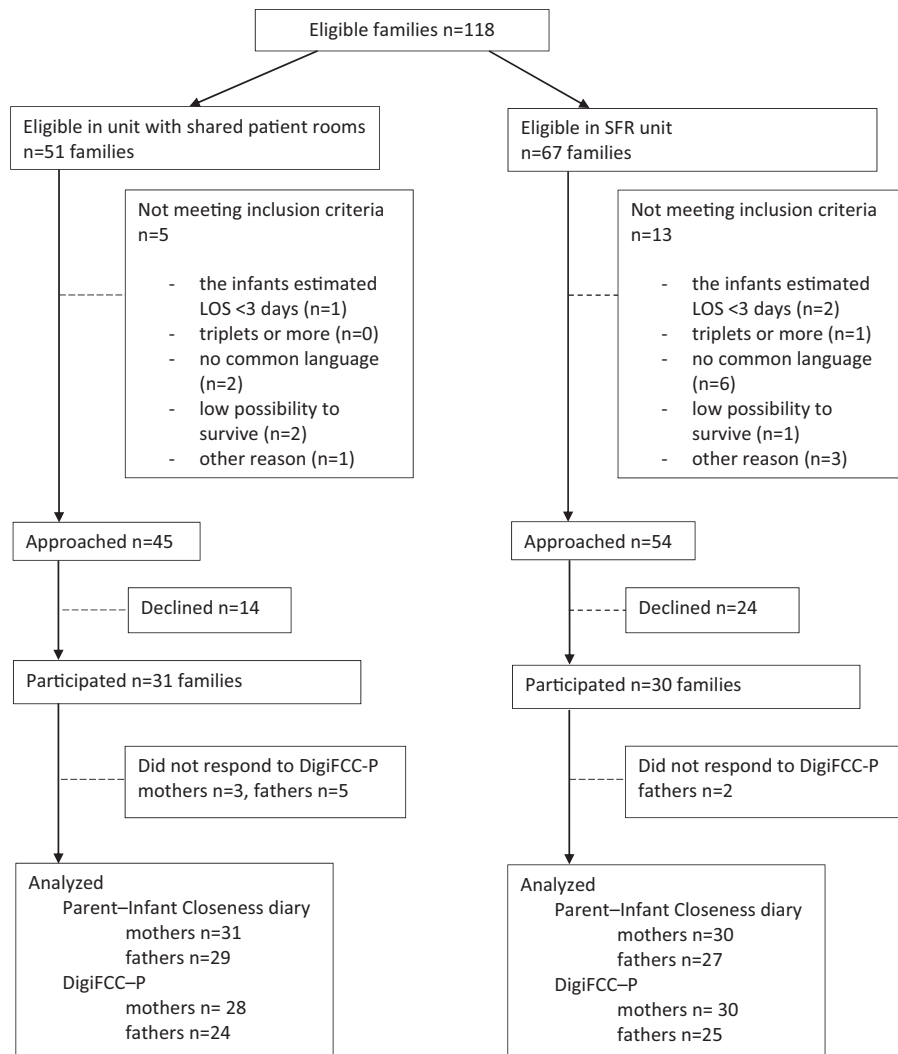 Eligible families n=118
Eligible in unit with shared patient rooms
n=51 families
Eligible in SFR unit
n=67 families
Not meeting inclusion criteria
n=5
- the infants estimated
LOS <3 days (n=1)
- triplets or more (n=0)
- no common language
(n=2)
- low possibility to
survive (n=2)
- other reason (n=1)
Not meeting inclusion criteria
n=13
- the infants estimated
LOS <3 days (n=2)
- triplets or more (n=1)
- no common language
(n=6)
- low possibility to
survive (n=1)
- other reason (n=3)
Approached n=45
Approached n=54
Declined n=14
Declined n=24
Participated n=31 families
Participated n=30 families
Did not respond to DigiFCC-P
mothers n=3, fathers n=5
Did not respond to DigiFCC-P
fathers n=2
Analyzed
Parent–Infant Closeness diary
mothers n=31
fathers n=29
DigiFCC–P
mothers n= 28
fathers n=24
Analyzed
Parent–Infant Closeness diary
mothers n=30
fathers n=27
DigiFCC–P
mothers n= 30
fathers n=25